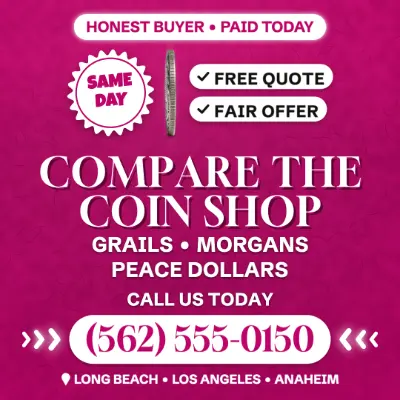 HONEST BUYER • PAID TODAY
SAME
DAY
✓ FREE QUOTE
✓ FAIR OFFER
COMPARE THE
COIN SHOP
GRAILS • MORGANS
PEACE DOLLARS
CALL US TODAY
(562) 555-0150
LONG BEACH • LOS ANGELES • ANAHEIM